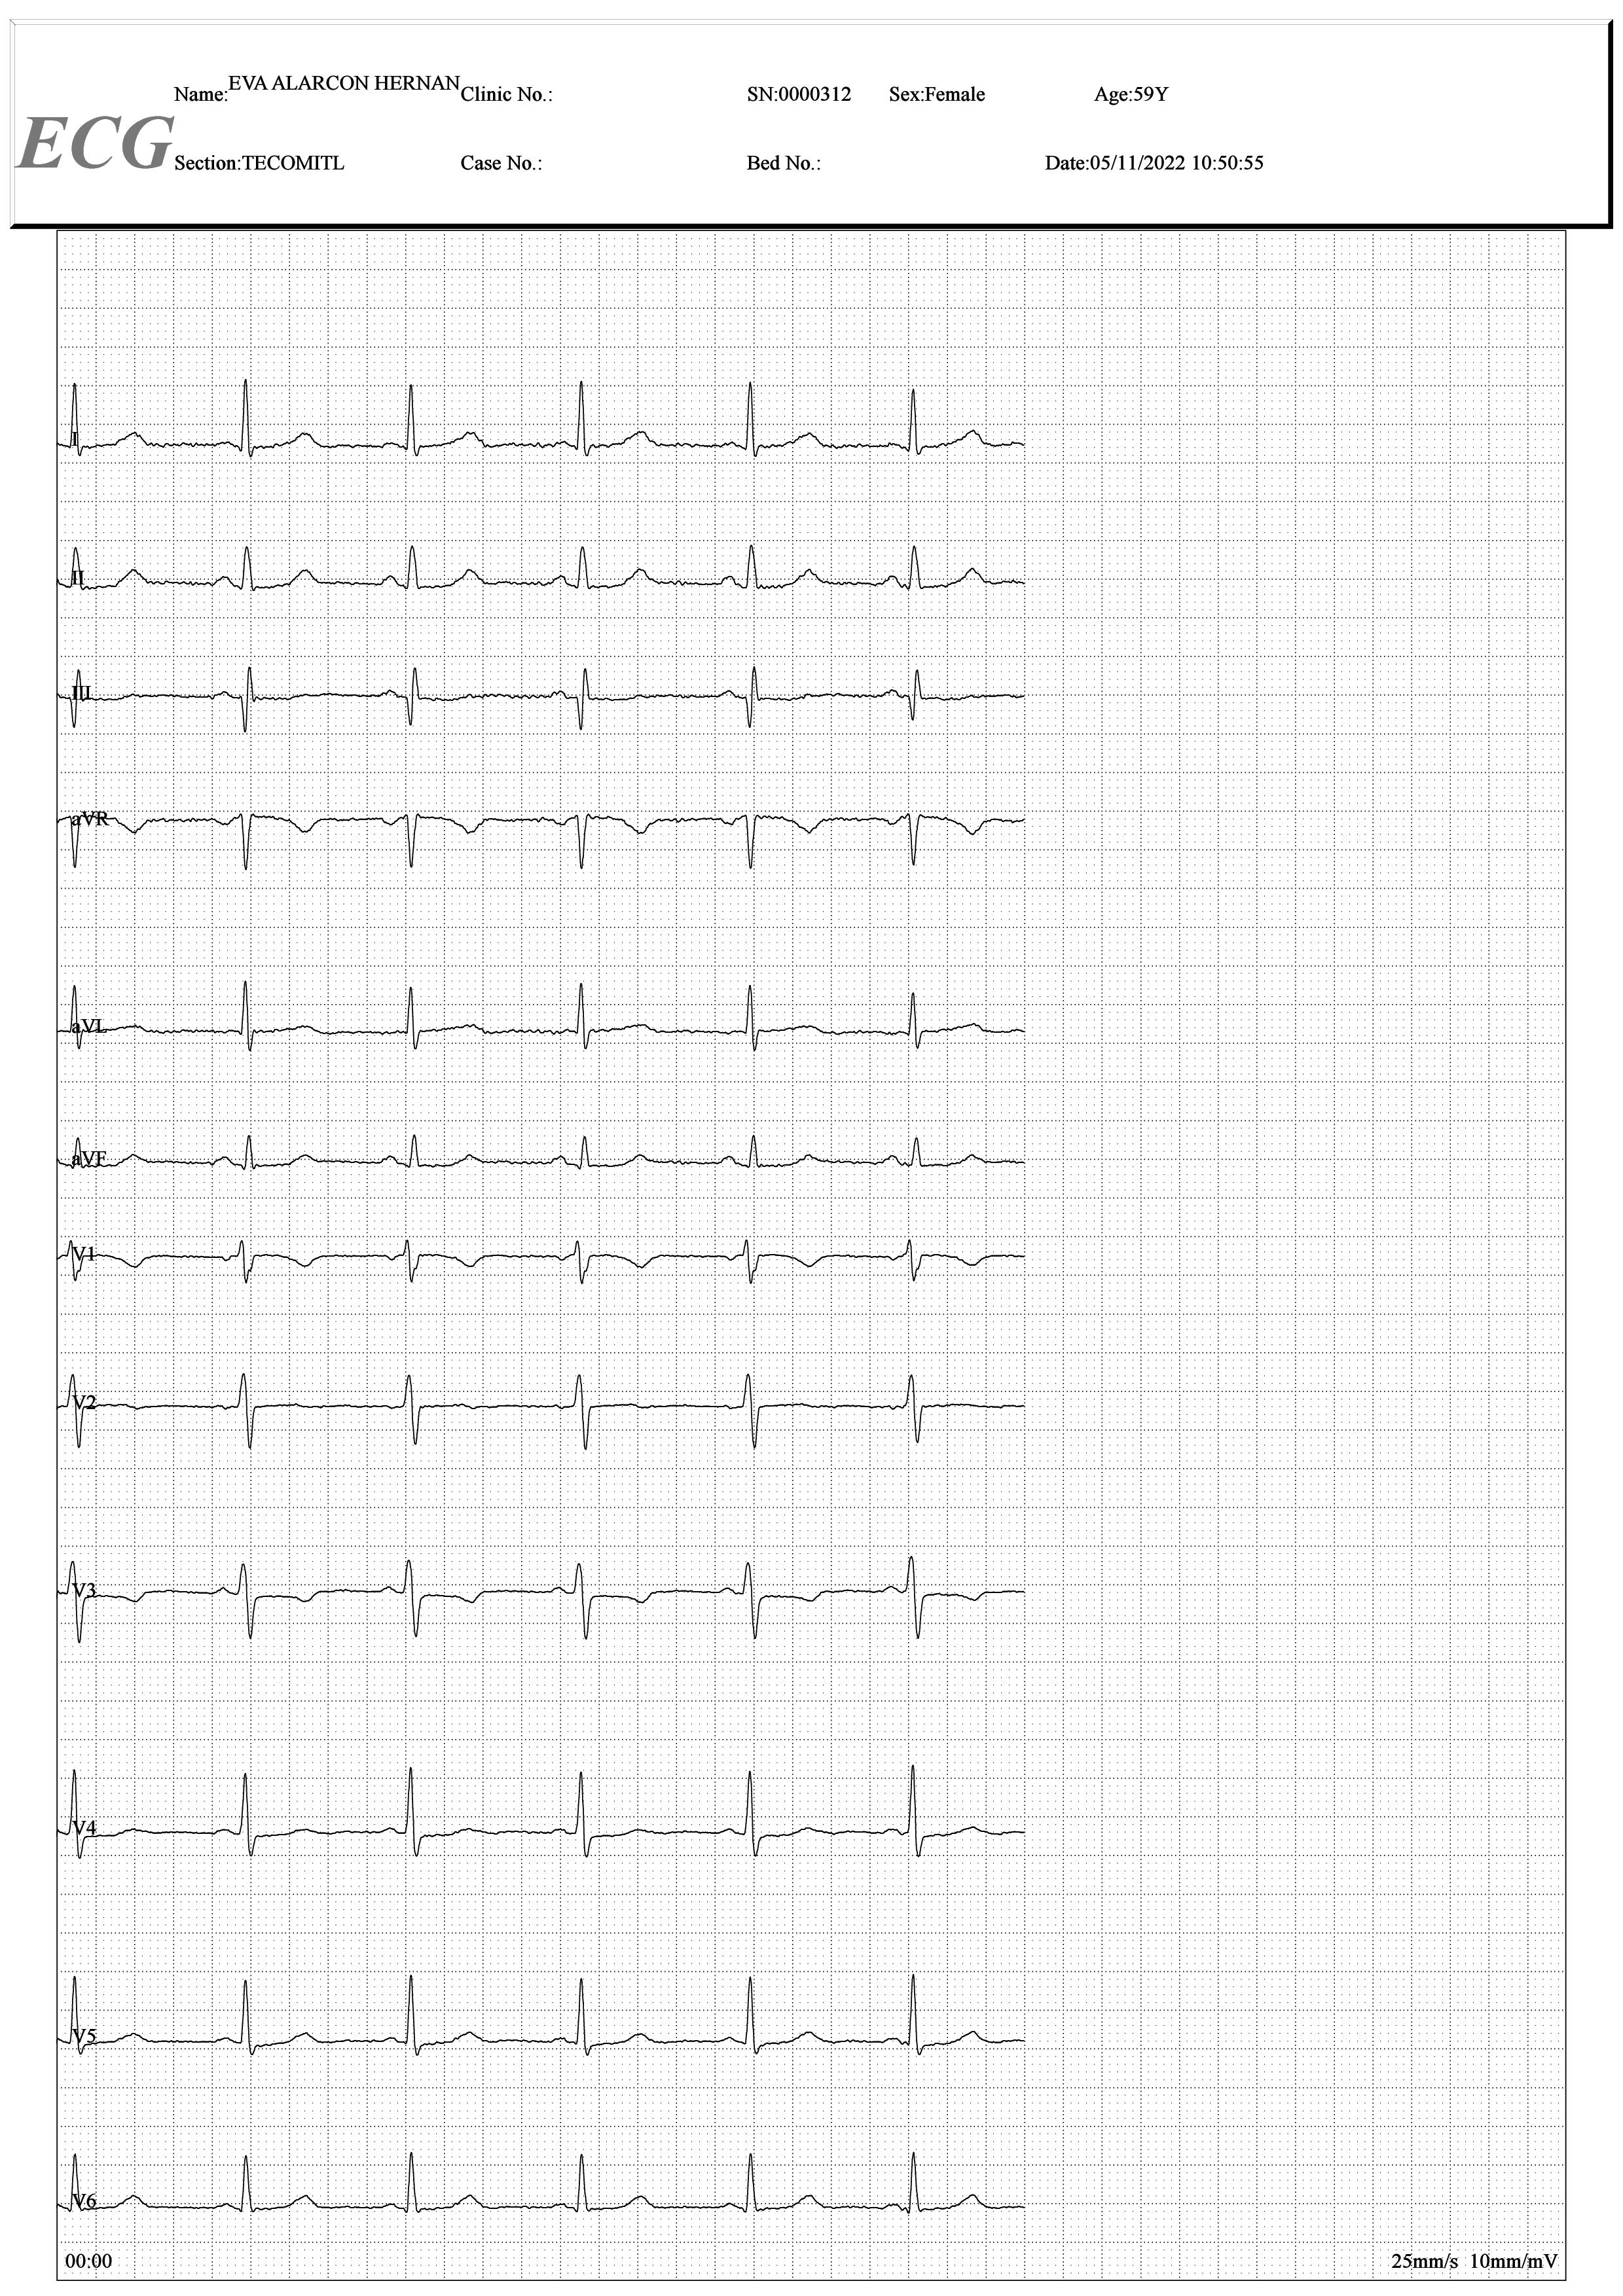 ECG
Name:EVA ALARCON HERNAN Clinic No.: SN:0000312 Sex:Female Age:59Y
Section:TECOMITL Case No.: Bed No.: Date:05/11/2022 10:50:55
I
II
III
aVR
aVL
aVF
V1
V2
V3
V4
V5
V6
00:00 25mm/s 10mm/mV